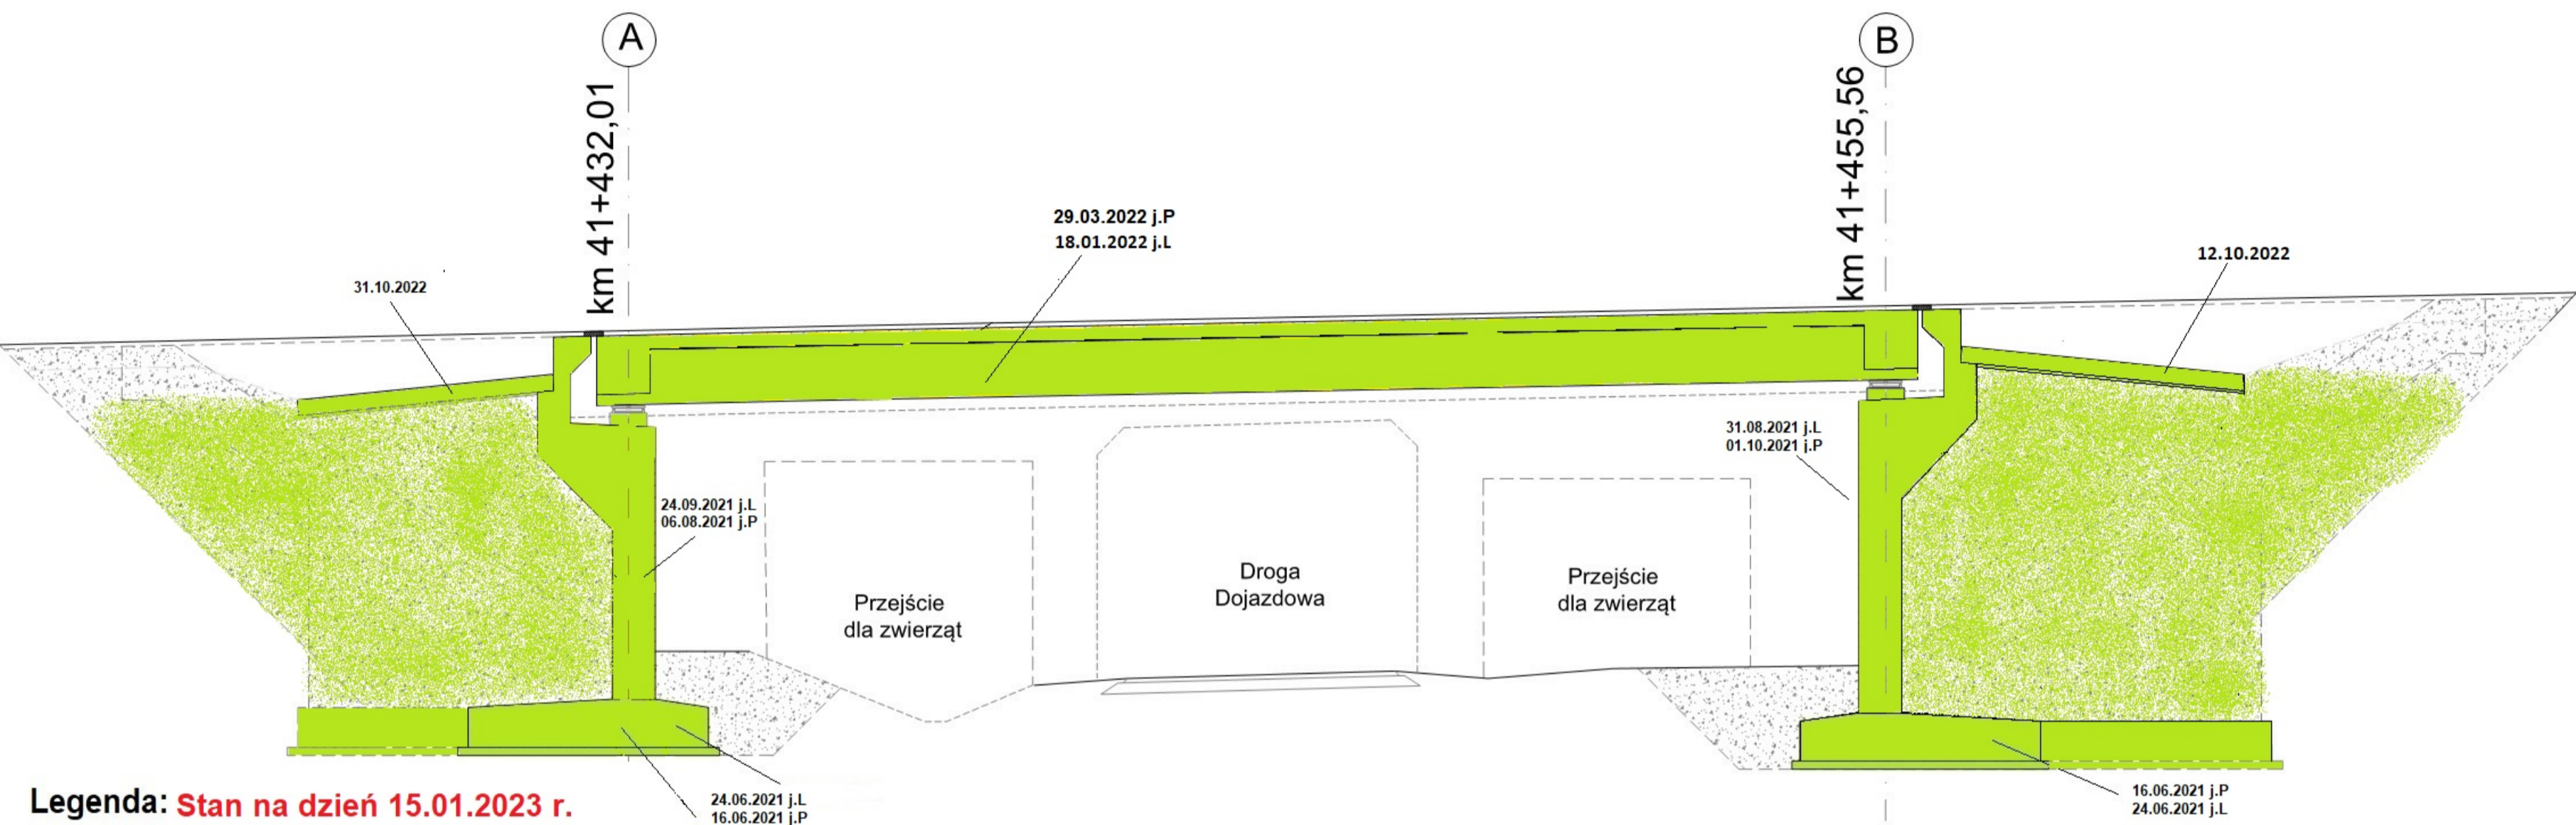 A
B
km 41+432,01
km 41+455,56
29.03.2022 j.P
18.01.2022 j.L
12.10.2022
31.10.2022
31.08.2021 j.L
01.10.2021 j.P
24.09.2021 j.L
06.08.2021 j.P
Przejście
dla zwierząt
Droga
Dojazdowa
Przejście
dla zwierząt
24.06.2021 j.L
16.06.2021 j.P
16.06.2021 j.P
24.06.2021 j.L
Legenda: Stan na dzień 15.01.2023 r.